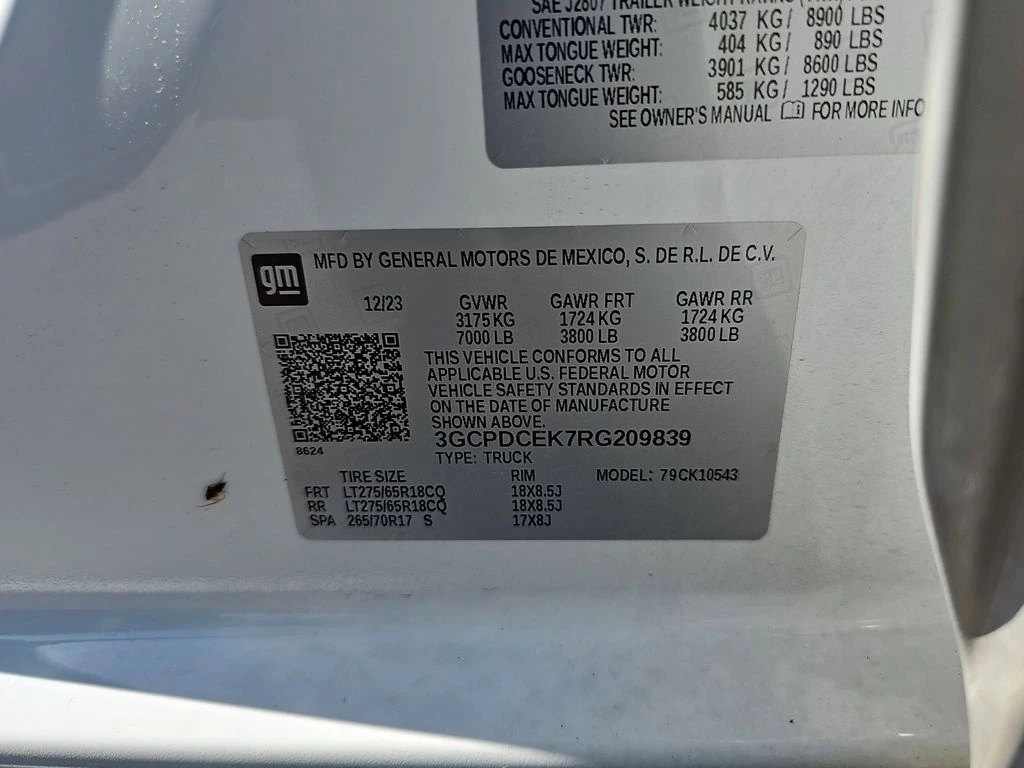 SAE J2807 TRAILER WEIGHT
CONVENTIONAL TWR: 4037 KG / 8900 LBS
MAX TONGUE WEIGHT: 404 KG / 890 LBS
GOOSENECK TWR: 3901 KG / 8600 LBS
MAX TONGUE WEIGHT: 585 KG / 1290 LBS
SEE OWNER'S MANUAL FOR MORE INFO
gm
MFD BY GENERAL MOTORS DE MEXICO, S. DE R.L. DE C.V.
12/23 GVWR GAWR FRT GAWR RR
3175 KG 1724 KG 1724 KG
7000 LB 3800 LB 3800 LB
THIS VEHICLE CONFORMS TO ALL
APPLICABLE U.S. FEDERAL MOTOR
VEHICLE SAFETY STANDARDS IN EFFECT
ON THE DATE OF MANUFACTURE
SHOWN ABOVE.
3GCPDCEK7RG209839
8624
TYPE: TRUCK
TIRE SIZE RIM MODEL: 79CK10543
FRT LT275/65R18CQ 18X8.5J
RR LT275/65R18CQ 18X8.5J
SPA 265/70R17 S 17X8J